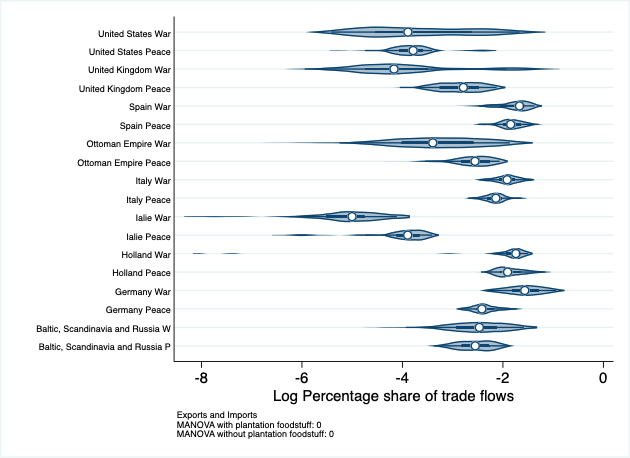 United States War
United States Peace
United Kingdom War
United Kingdom Peace
Spain War
Spain Peace
Ottoman Empire War
Ottoman Empire Peace
Italy War
Italy Peace
Ialie War
Ialie Peace
Holland War
Holland Peace
Germany War
Germany Peace
Baltic, Scandinavia and Russia W
Baltic, Scandinavia and Russia P
-8 -6 -4 -2 0
Log Percentage share of trade flows
Exports and Imports
MANOVA with plantation foodstuff: 0
MANOVA without plantation foodstuff: 0